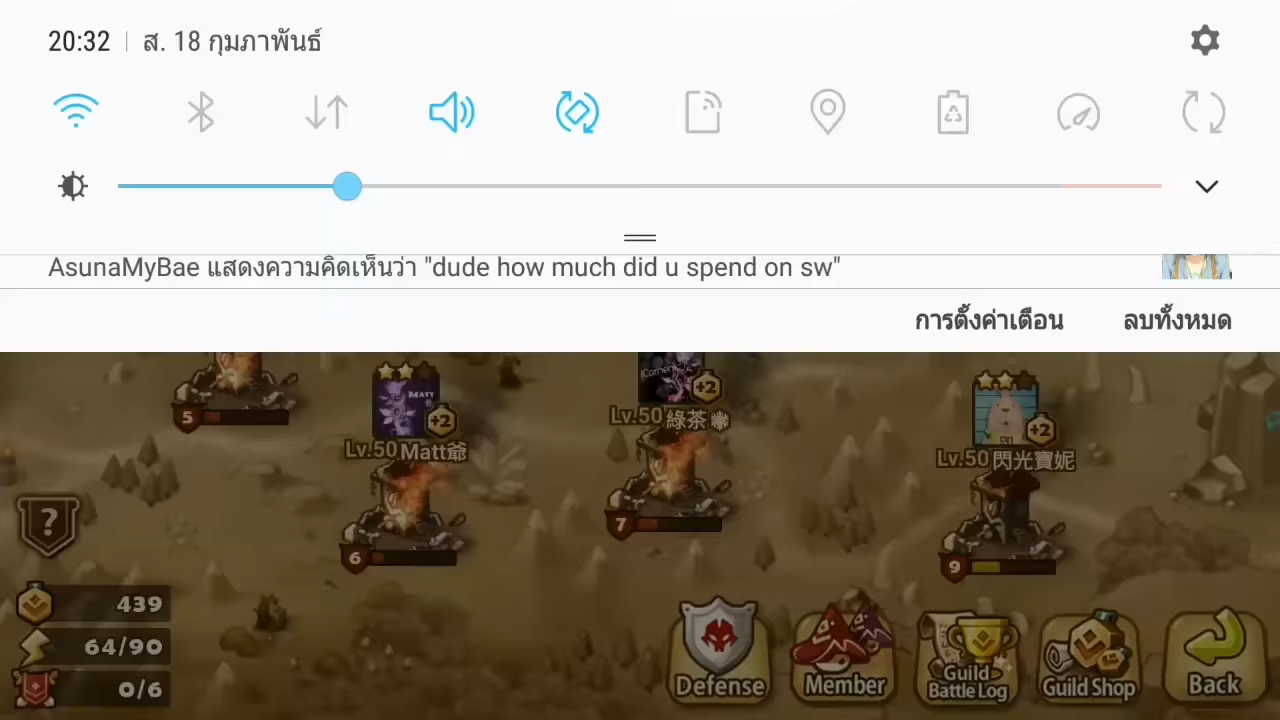 20:32 | ส. 18 กุมภาพันธ์
AsunaMyBae แสดงความคิดเห็นว่า "dude how much did u spend on sw"
การตั้งค่าเตือน ลบทั้งหมด
5
MATT
+2
Lv.50 Matt爺
6
+2
Lv.50 綠茶
7
+2
Lv.50 閃光寶妮
9
?
439
64/90
0/6
Defense
Member
Guild
Battle Log
Guild Shop
Back